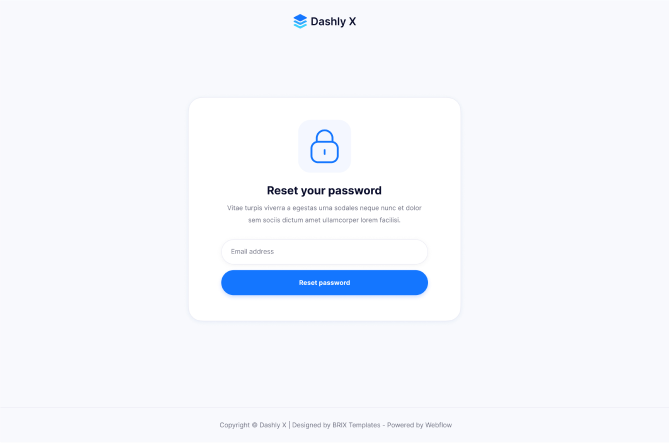 Dashly X
Reset your password
Vitae turpis viverra a egestas urna sodales neque nunc et dolor
sem sociis dictum amet ullamcorper lorem facilisi.
Email address
Reset password
Copyright © Dashly X | Designed by BRIX Templates - Powered by Webflow